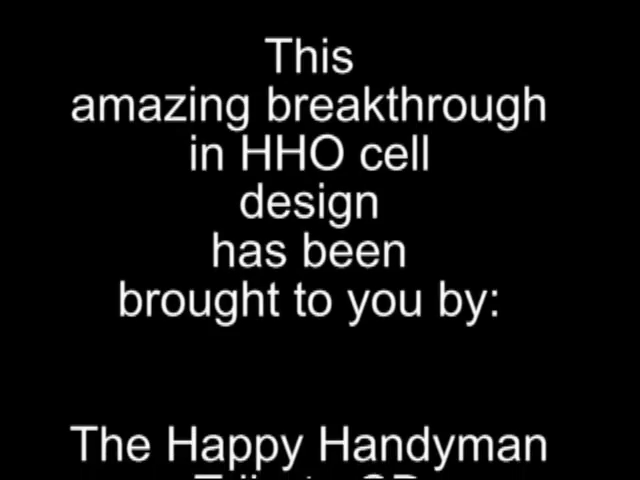 This
amazing breakthrough
in HHO cell
design
has been
brought to you by:
The Happy Handyman